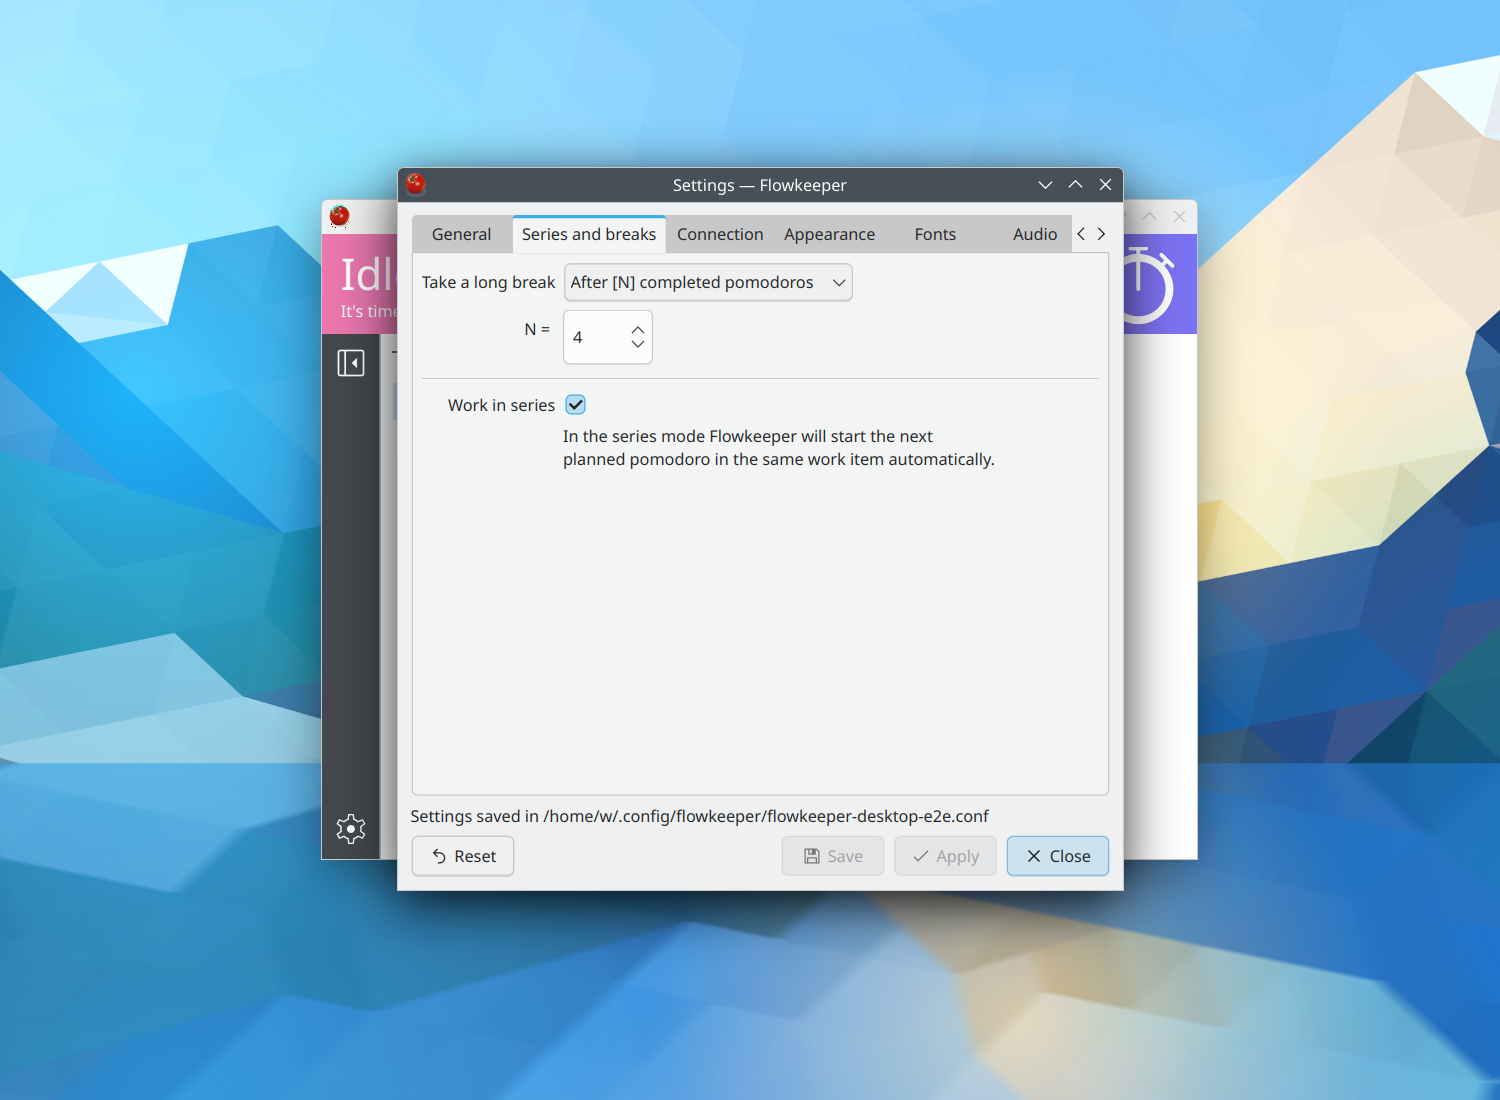 Settings — Flowkeeper
General Series and breaks Connection Appearance Fonts Audio
Take a long break After [N] completed pomodoros
N = 4
Work in series
In the series mode Flowkeeper will start the next
planned pomodoro in the same work item automatically.
Settings saved in /home/w/.config/flowkeeper/flowkeeper-desktop-e2e.conf
Reset Save Apply Close
It's time